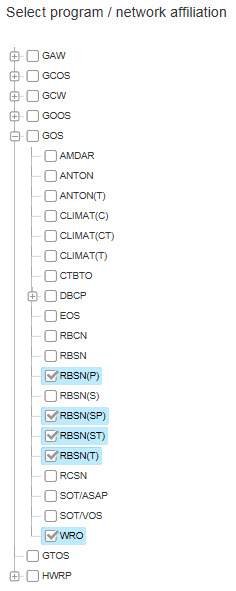 Select program / network affiliation
GAW
GCOS
GCW
GOOS
GOS
AMDAR
ANTON
ANTON(T)
CLIMAT(C)
CLIMAT(CT)
CLIMAT(T)
CTBTO
DBCP
EOS
RBCN
RBSN
RBSN(P)
RBSN(S)
RBSN(SP)
RBSN(ST)
RBSN(T)
RCSN
SOT/ASAP
SOT/VOS
WRO
GTOS
HWRP